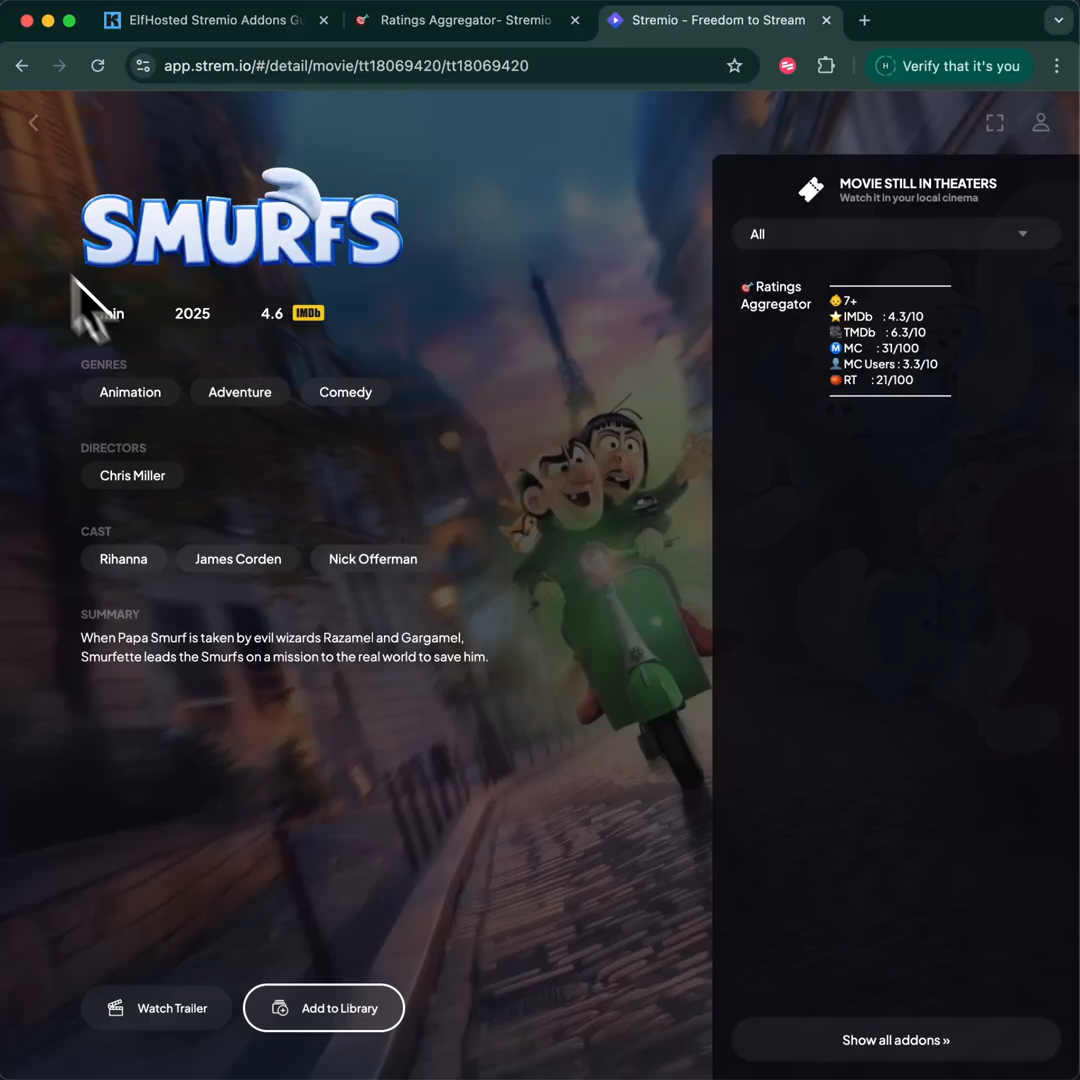 ElfHosted Stremio Addons Gu
Ratings Aggregator- Stremio
Stremio - Freedom to Stream
app.strem.io/#/detail/movie/tt18069420/tt18069420
H
Verify that it's you
SMURFS
2025
4.6 IMDb
GENRES
Animation
Adventure
Comedy
DIRECTORS
Chris Miller
CAST
Rihanna
James Corden
Nick Offerman
SUMMARY
When Papa Smurf is taken by evil wizards Razamel and Gargamel,
Smurfette leads the Smurfs on a mission to the real world to save him.
Watch Trailer
Add to Library
MOVIE STILL IN THEATERS
Watch it in your local cinema
All
Ratings
Aggregator
7+
IMDb : 4.3/10
TMDb : 6.3/10
M MC : 31/100
MC Users : 3.3/10
RT : 21/100
Show all addons »